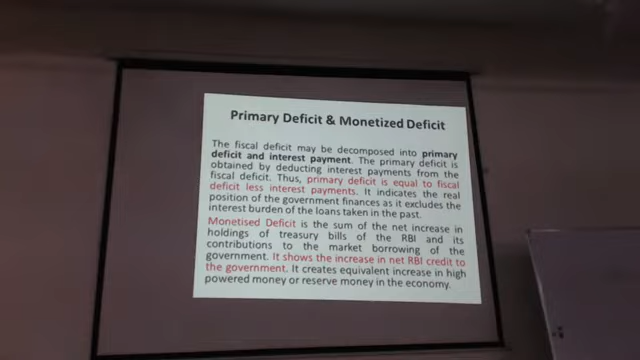 Primary Deficit & Monetized Deficit
The fiscal deficit may be decomposed into primary
deficit and interest payment. The primary deficit is
obtained by deducting interest payments from the
fiscal deficit. Thus, primary deficit is equal to fiscal
deficit less interest payments. It indicates the real
position of the government finances as it excludes the
interest burden of the loans taken in the past.
Monetised Deficit is the sum of the net increase in
holdings of treasury bills of the RBI and its
contributions to the market borrowing of the
government. It shows the increase in net RBI credit to
the government. It creates equivalent increase in high
powered money or reserve money in the economy.